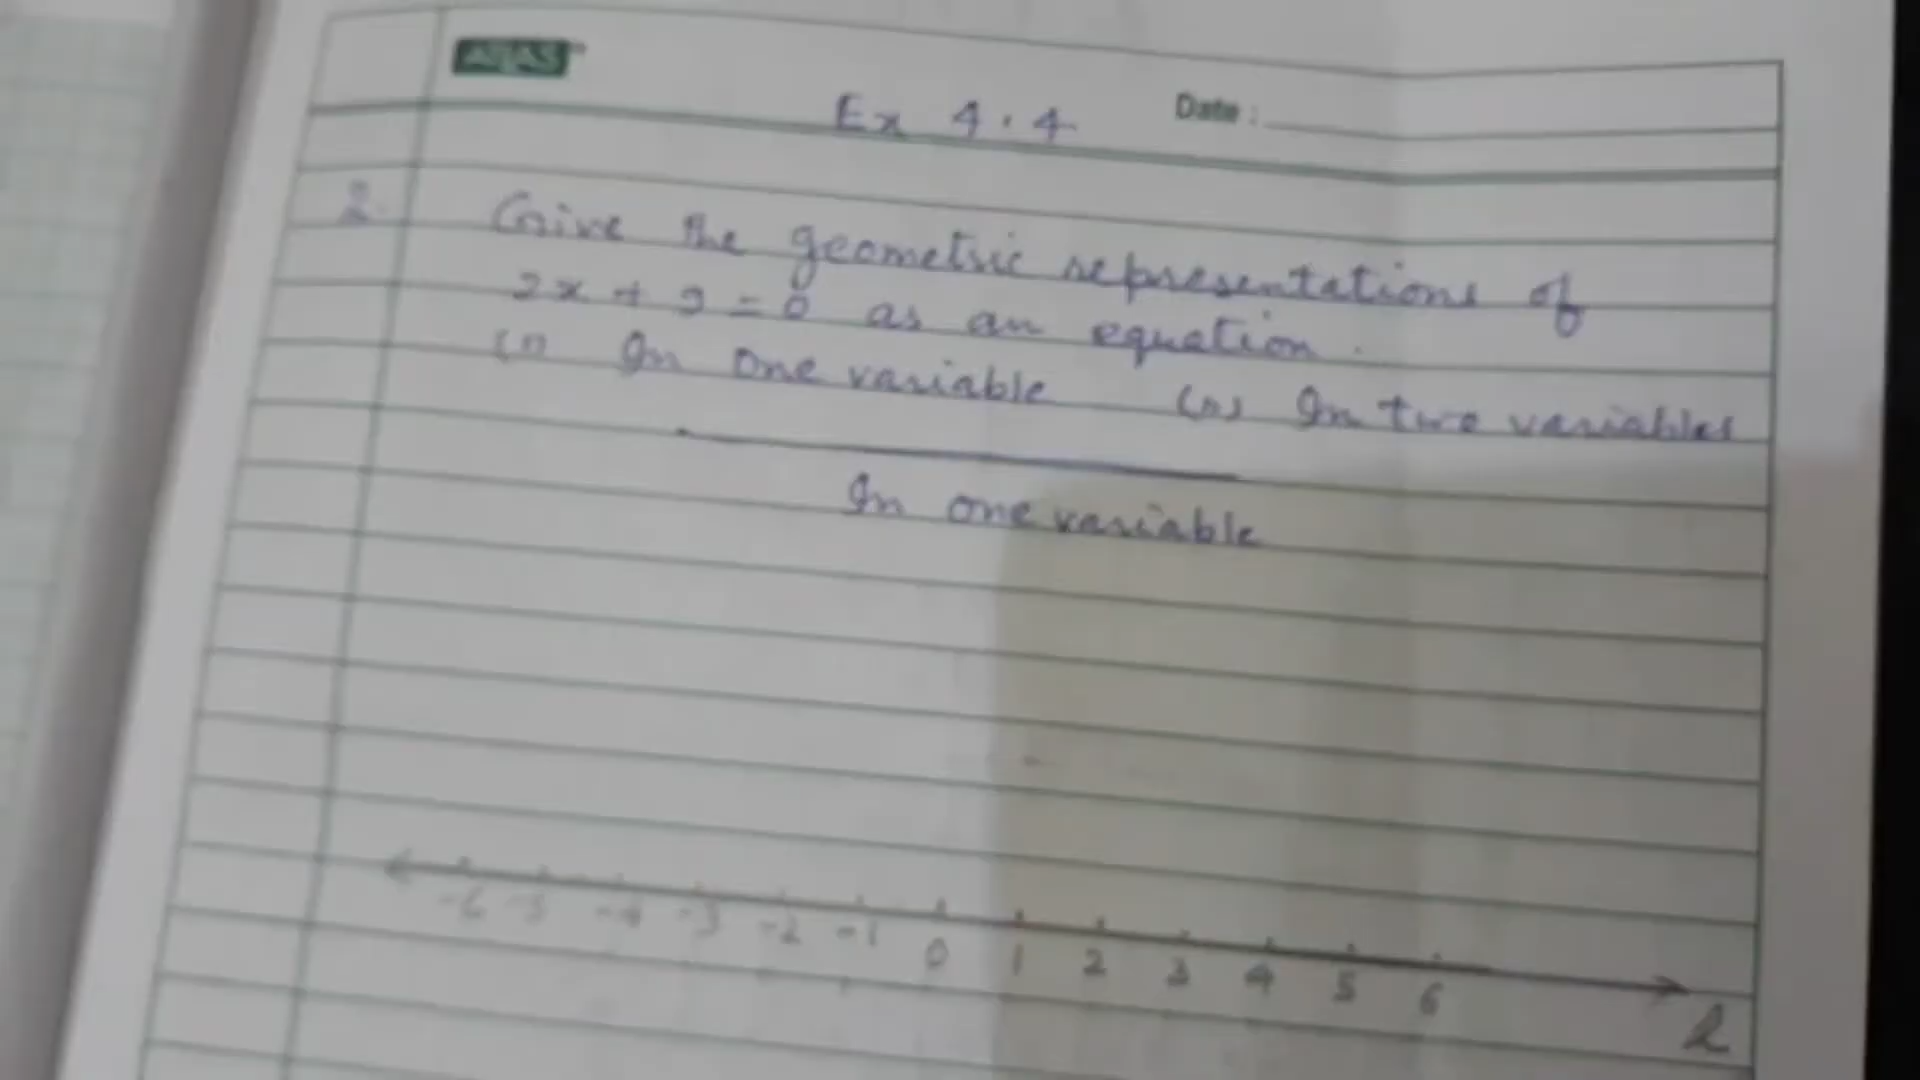 ATLAS
Ex 4.4 Date:
2. Give the geometric representations of
2x + 9 = 0 as an equation.
(i) In one variable (ii) In two variables
In one variable
-6 -5 -4 -3 -2 -1 0 1 2 3 4 5 6
l